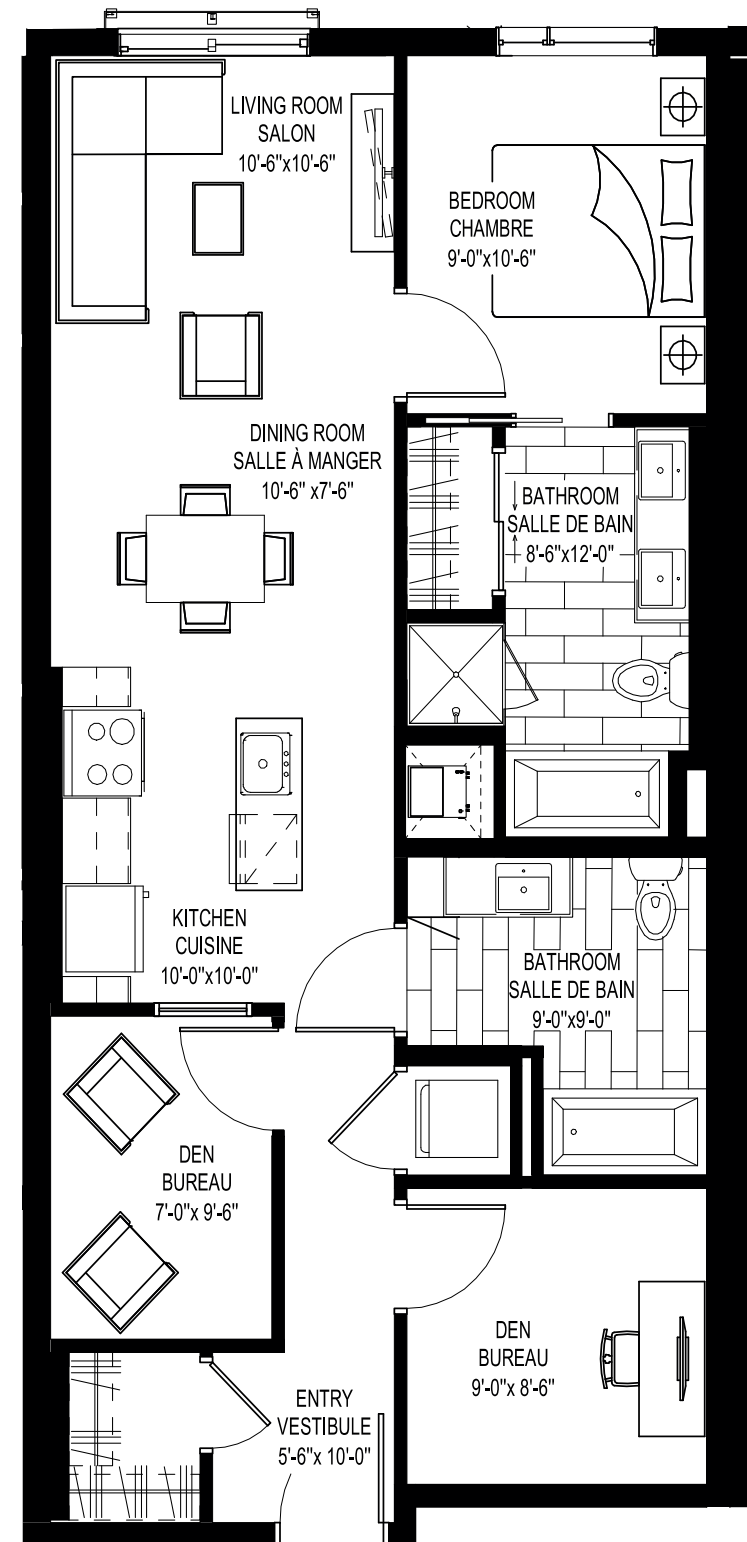 LIVING ROOM
SALON
10'-6"x10'-6"
BEDROOM
CHAMBRE
9'-0"x10'-6"
DINING ROOM
SALLE À MANGER
10'-6" x7'-6"
BATHROOM
SALLE DE BAIN
8'-6"x12'-0"
KITCHEN
CUISINE
10'-0"x10'-0"
BATHROOM
SALLE DE BAIN
9'-0"x9'-0"
DEN
BUREAU
7'-0"x 9'-6"
DEN
BUREAU
9'-0"x 8'-6"
ENTRY
VESTIBULE
5'-6"x 10'-0"